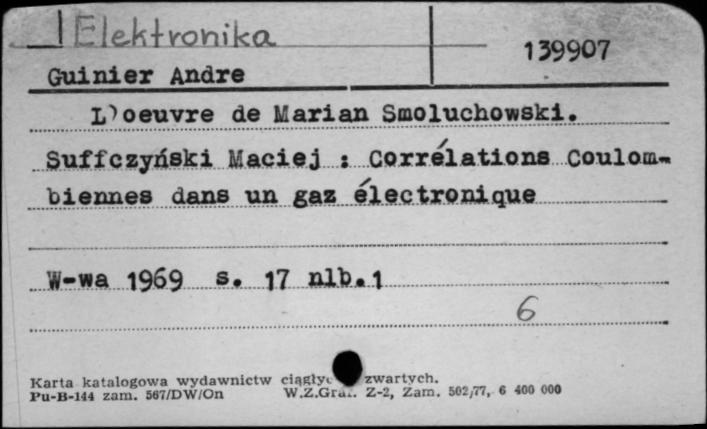 Elektronika
139907
Guinier Andre
L'oeuvre de Marian Smoluchowski.
Suffczyński Maciej : Corrélations Coulom-
biennes dans un gaz électronique
W-wa 1969 s. 17 nlb.1
6
Karta katalogowa wydawnictw zwartych.
Pu-B-144 zam. 567/DW/On W.Z.Graf. Z-2, Zam. 502/77, 6 400 000